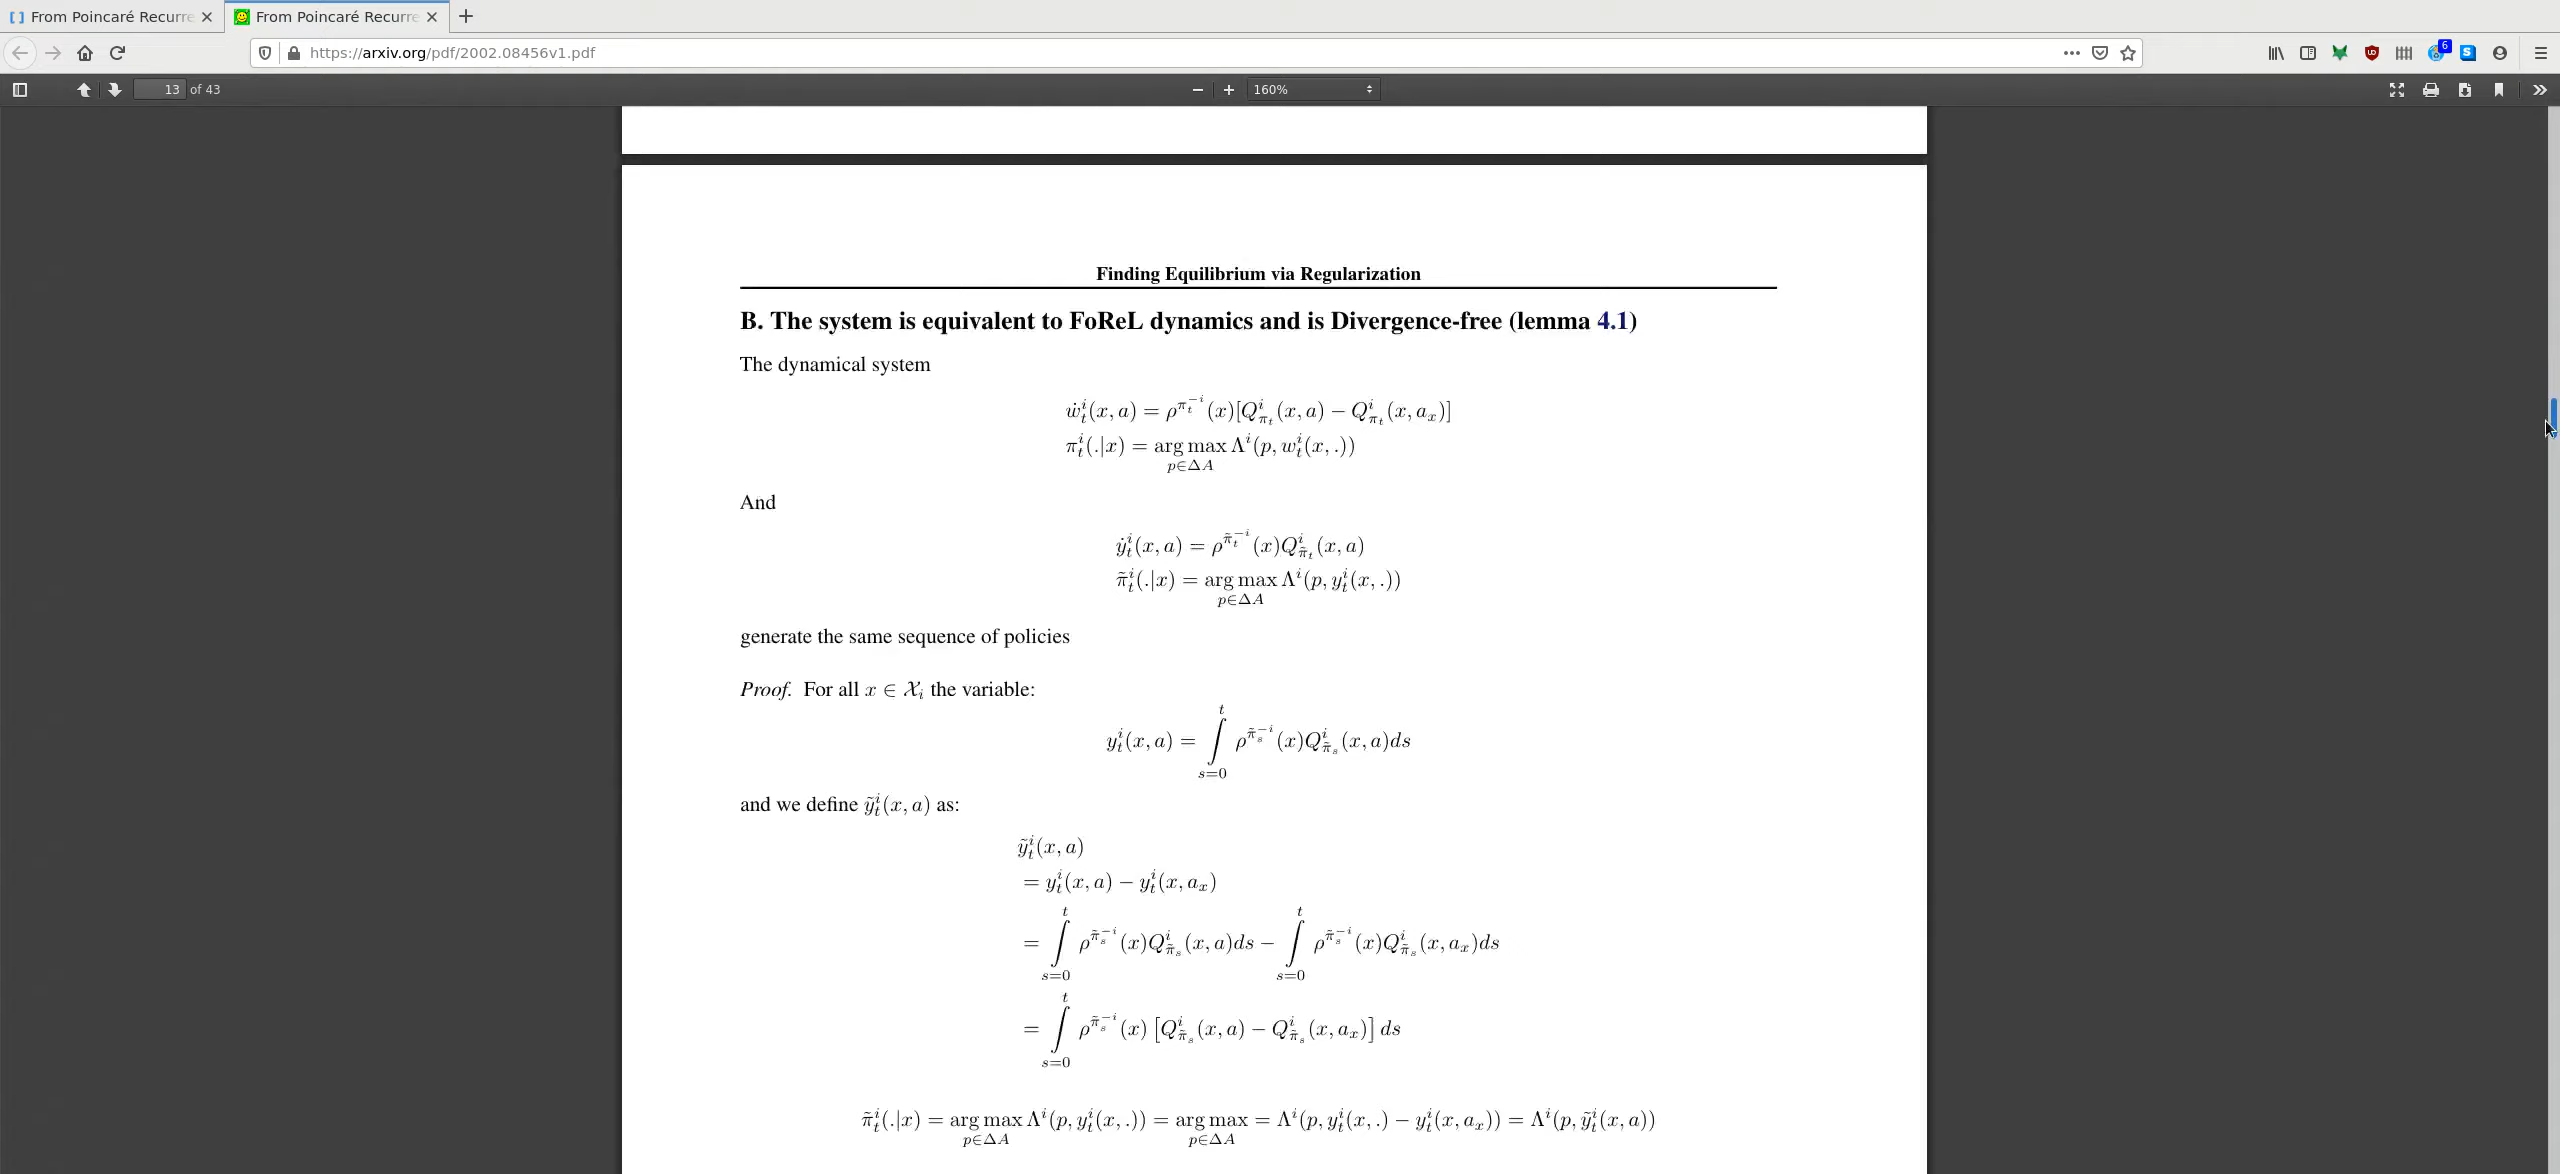 From Poincaré Recurre
From Poincaré Recurre
https://arxiv.org/pdf/2002.08456v1.pdf
6
13 of 43
160%
Finding Equilibrium via Regularization
B. The system is equivalent to FoReL dynamics and is Divergence-free (lemma 4.1)
The dynamical system
ẇ_t^i(x, a) = ρ^{π_t^{-i}}(x)[Q^i_{π_t}(x, a) − Q^i_{π_t}(x, a_x)]
π_t^i(.|x) = arg max_{p∈ΔA} Λ^i(p, w_t^i(x, .))
And
ẏ_t^i(x, a) = ρ^{π̃_t^{-i}}(x)Q^i_{π̃_t}(x, a)
π̃_t^i(.|x) = arg max_{p∈ΔA} Λ^i(p, y_t^i(x, .))
generate the same sequence of policies
Proof. For all x ∈ 𝒳_i the variable:
y_t^i(x, a) = ∫_{s=0}^{t} ρ^{π̃_s^{-i}}(x)Q^i_{π̃_s}(x, a)ds
and we define ỹ_t^i(x, a) as:
ỹ_t^i(x, a)
= y_t^i(x, a) − y_t^i(x, a_x)
= ∫_{s=0}^{t} ρ^{π̃_s^{-i}}(x)Q^i_{π̃_s}(x, a)ds − ∫_{s=0}^{t} ρ^{π̃_s^{-i}}(x)Q^i_{π̃_s}(x, a_x)ds
= ∫_{s=0}^{t} ρ^{π̃_s^{-i}}(x) [Q^i_{π̃_s}(x, a) − Q^i_{π̃_s}(x, a_x)] ds
π̃_t^i(.|x) = arg max_{p∈ΔA} Λ^i(p, y_t^i(x, .)) = arg max_{p∈ΔA} = Λ^i(p, y_t^i(x, .) − y_t^i(x, a_x)) = Λ^i(p, ỹ_t^i(x, a))